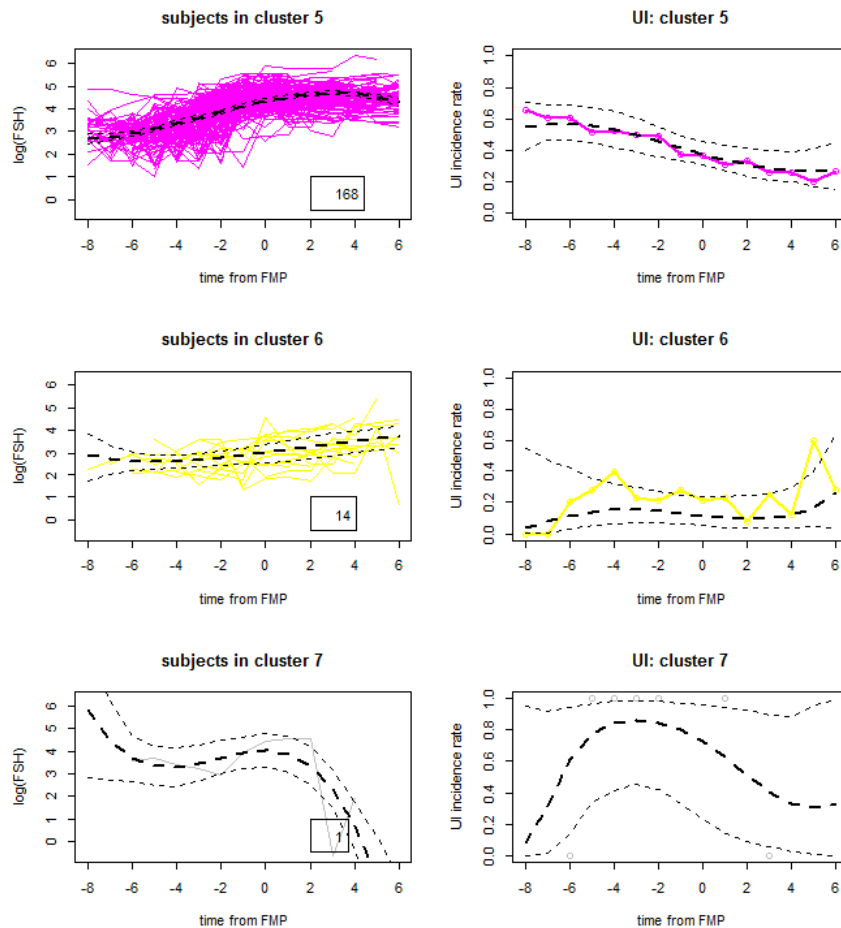 subjects in cluster 5
UI: cluster 5
log(FSH)
6
5
4
3
2
1
0
168
-8 -6 -4 -2 0 2 4 6
time from FMP
UI incidence rate
1.0
0.8
0.6
0.4
0.2
0.0
-8 -6 -4 -2 0 2 4 6
time from FMP
subjects in cluster 6
UI: cluster 6
log(FSH)
6
5
4
3
2
1
0
14
-8 -6 -4 -2 0 2 4 6
time from FMP
UI incidence rate
1.0
0.8
0.6
0.4
0.2
0.0
-8 -6 -4 -2 0 2 4 6
time from FMP
subjects in cluster 7
UI: cluster 7
log(FSH)
6
5
4
3
2
1
0
1
-8 -6 -4 -2 0 2 4 6
time from FMP
UI incidence rate
1.0
0.8
0.6
0.4
0.2
0.0
-8 -6 -4 -2 0 2 4 6
time from FMP